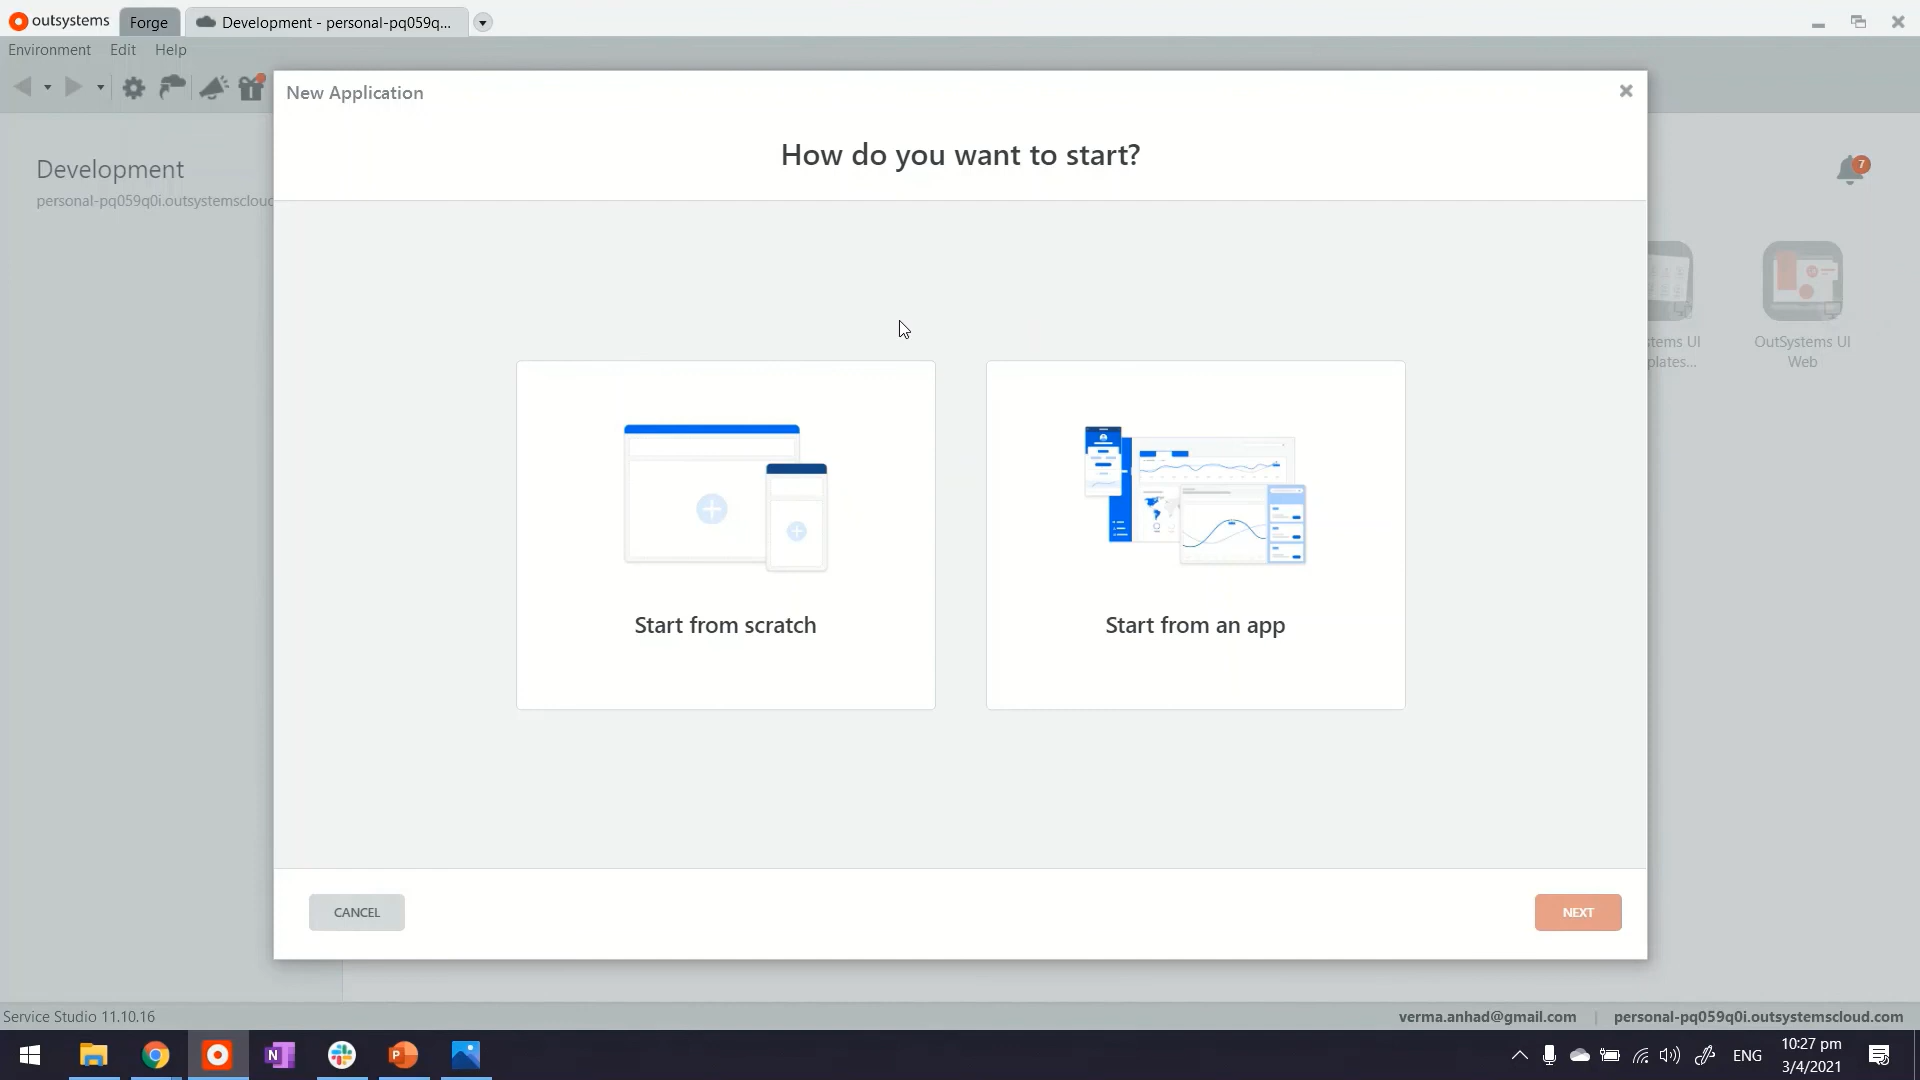 outsystems
Forge
Development - personal-pq059q...
Environment Edit Help
New Application
How do you want to start?
Development
personal-pq059q0i.outsystemscloud
7
tems UI
plates...
OutSystems UI
Web
Start from scratch
Start from an app
CANCEL
NEXT
Service Studio 11.10.16
verma.anhad@gmail.com | personal-pq059q0i.outsystemscloud.com
ENG
10:27 pm
3/4/2021